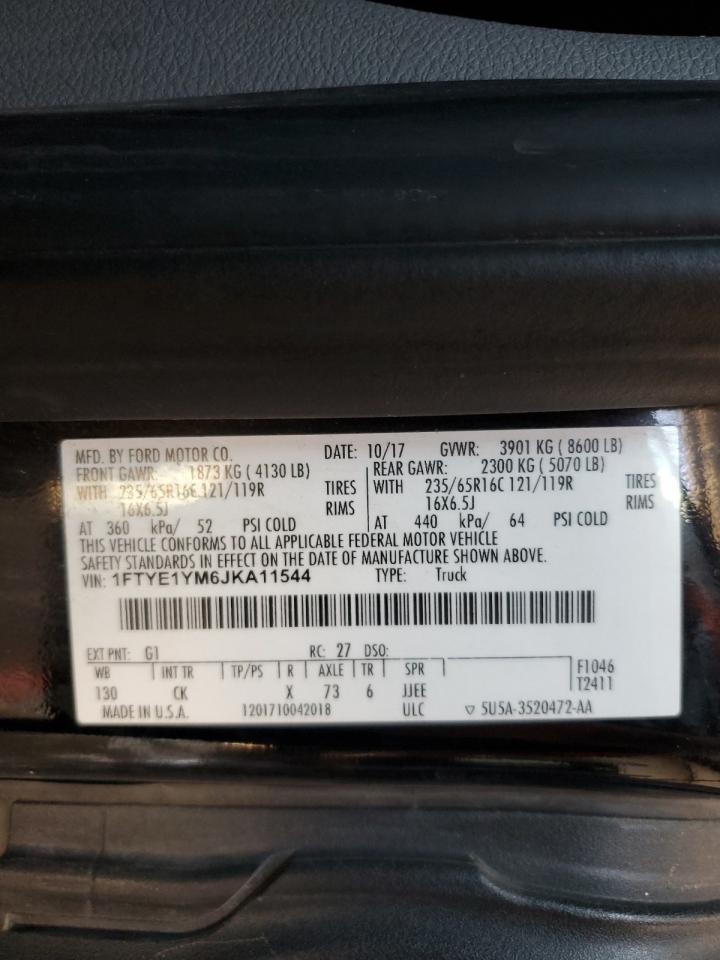 MFD. BY FORD MOTOR CO. DATE: 10/17 GVWR: 3901 KG ( 8600 LB)
FRONT GAWR: 1873 KG ( 4130 LB) REAR GAWR: 2300 KG ( 5070 LB)
WITH 235/65R16C 121/119R TIRES WITH 235/65R16C 121/119R TIRES
16X6.5J RIMS 16X6.5J RIMS
AT 360 kPa/ 52 PSI COLD AT 440 kPa/ 64 PSI COLD
THIS VEHICLE CONFORMS TO ALL APPLICABLE FEDERAL MOTOR VEHICLE
SAFETY STANDARDS IN EFFECT ON THE DATE OF MANUFACTURE SHOWN ABOVE.
VIN: 1FTYE1YM6JKA11544 TYPE: Truck
EXT PNT: G1 RC: 27 DSO:
WB INT TR TP/PS R AXLE TR SPR F1046
130 CK X 73 6 JJEE T2411
MADE IN U.S.A. 1201710042018 ULC ▽ 5U5A-3520472-AA